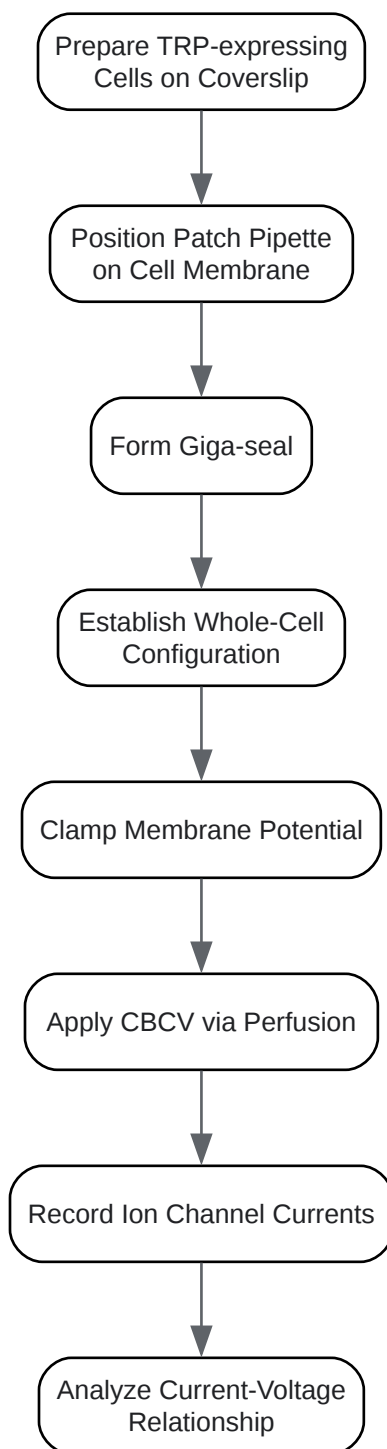 Prepare TRP-expressing
Cells on Coverslip
Position Patch Pipette
on Cell Membrane
Form Giga-seal
Establish Whole-Cell
Configuration
Clamp Membrane Potential
Apply CBCV via Perfusion
Record Ion Channel Currents
Analyze Current-Voltage
Relationship